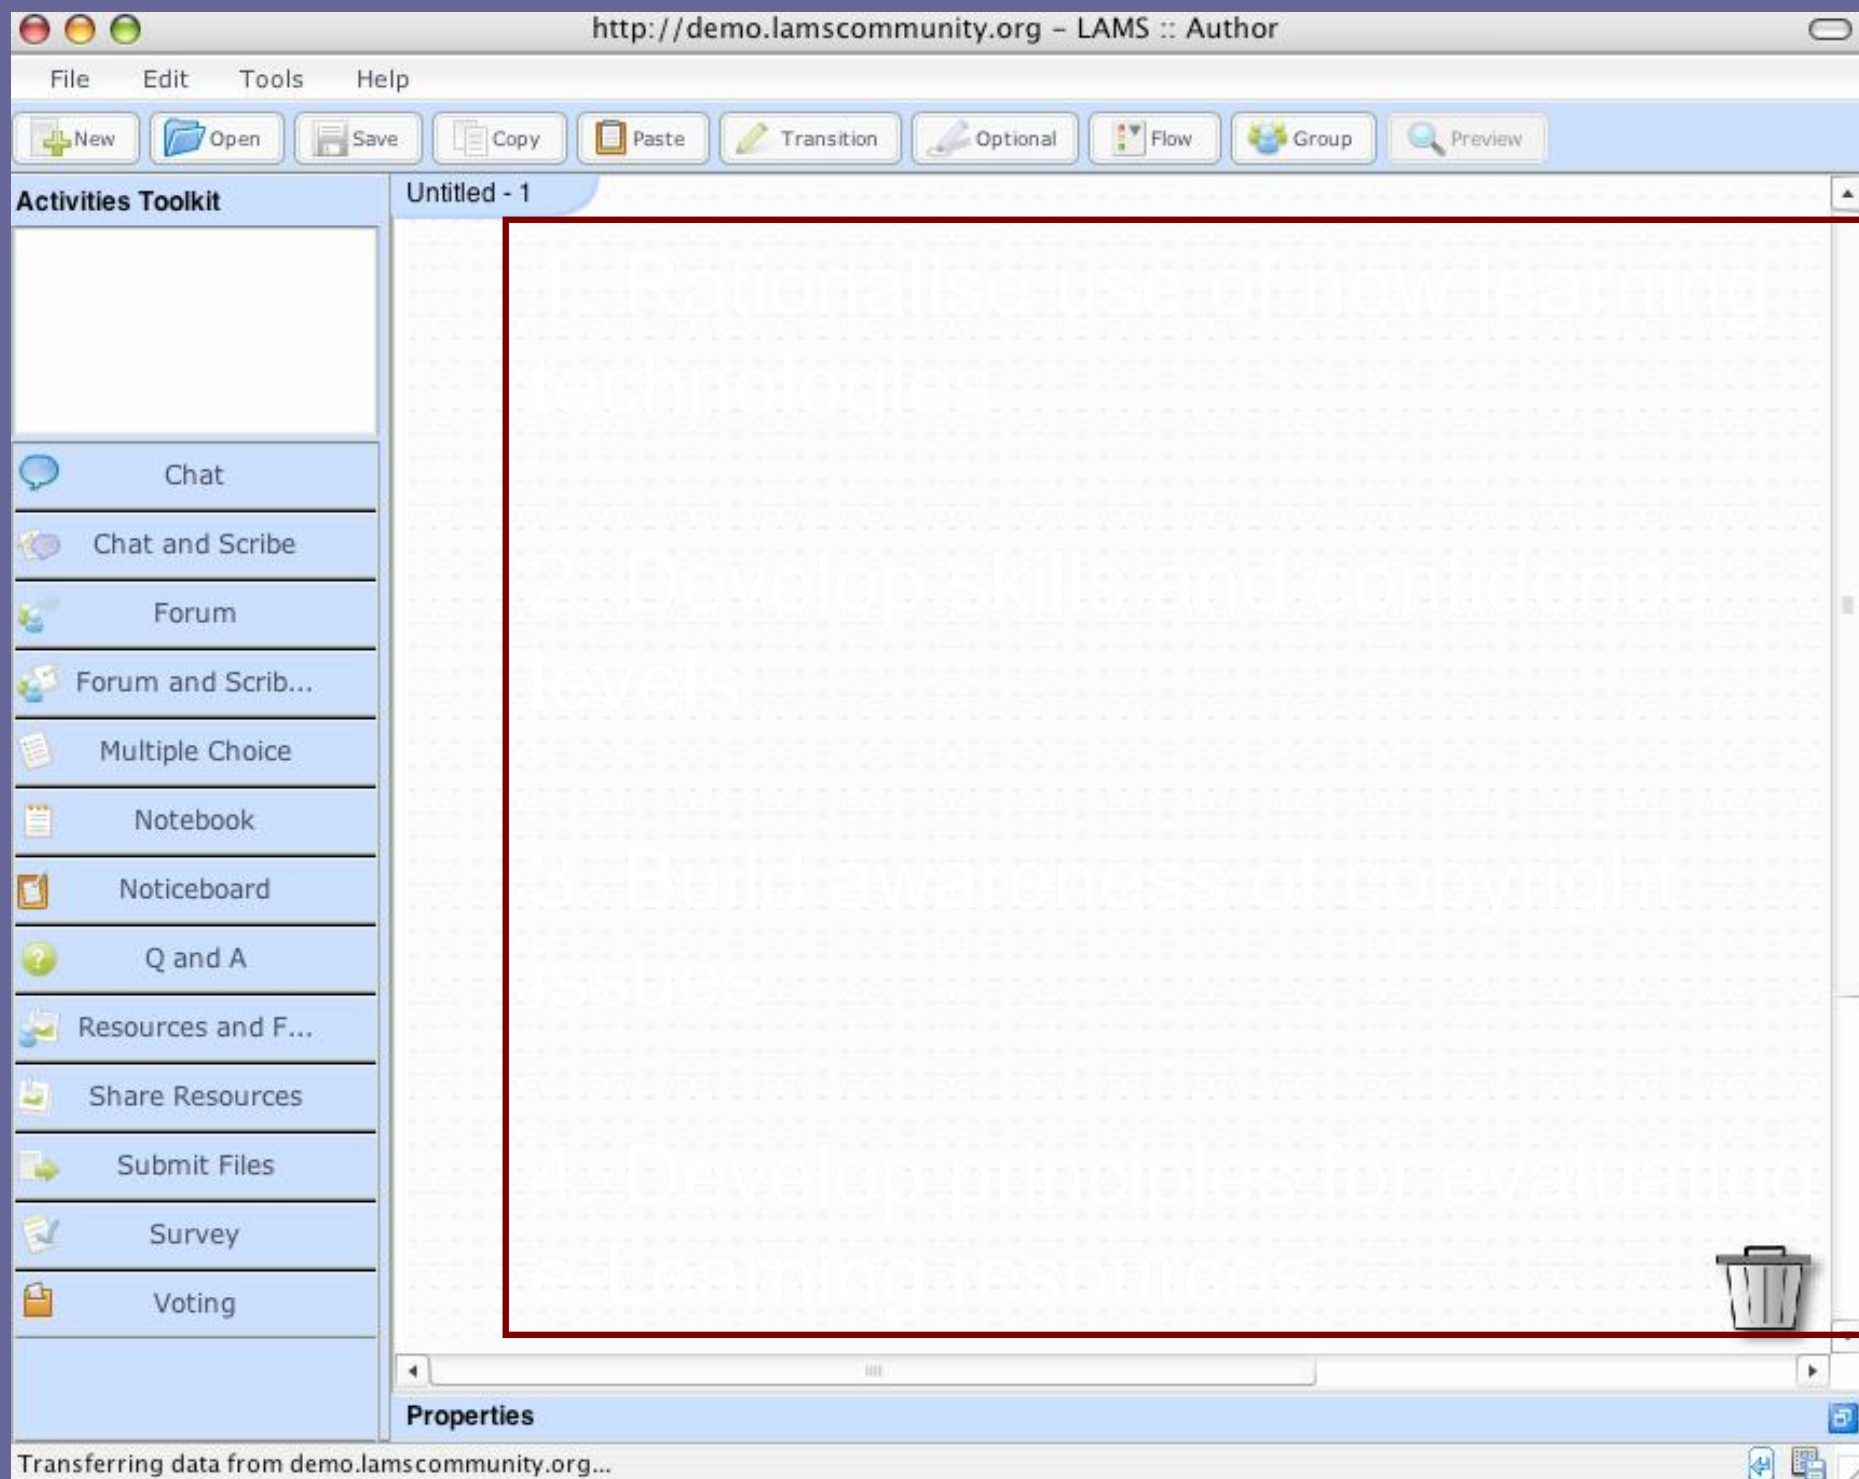 http://demo.lamscommunity.org – LAMS :: Author
File Edit Tools Help
New Open Save Copy Paste Transition Optional Flow Group Preview
Activities Toolkit
Untitled - 1
1. Rationalise use of new learning
technologies
2. Develop skills and confidence
levels
3. Build awareness of copyright
issues
4. Develop principles for evaluating
e-Learning resources
Chat
Chat and Scribe
Forum
Forum and Scrib...
Multiple Choice
Notebook
Noticeboard
Q and A
Resources and F...
Share Resources
Submit Files
Survey
Voting
Properties
Transferring data from demo.lamscommunity.org...